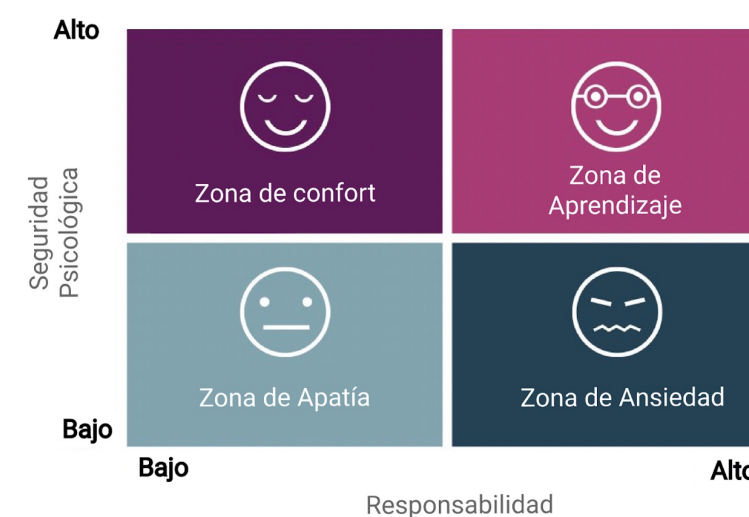 Alto
Seguridad
Psicológica
Zona de confort
Zona de
Aprendizaje
Zona de Apatía
Zona de Ansiedad
Bajo
Bajo
Alto
Responsabilidad